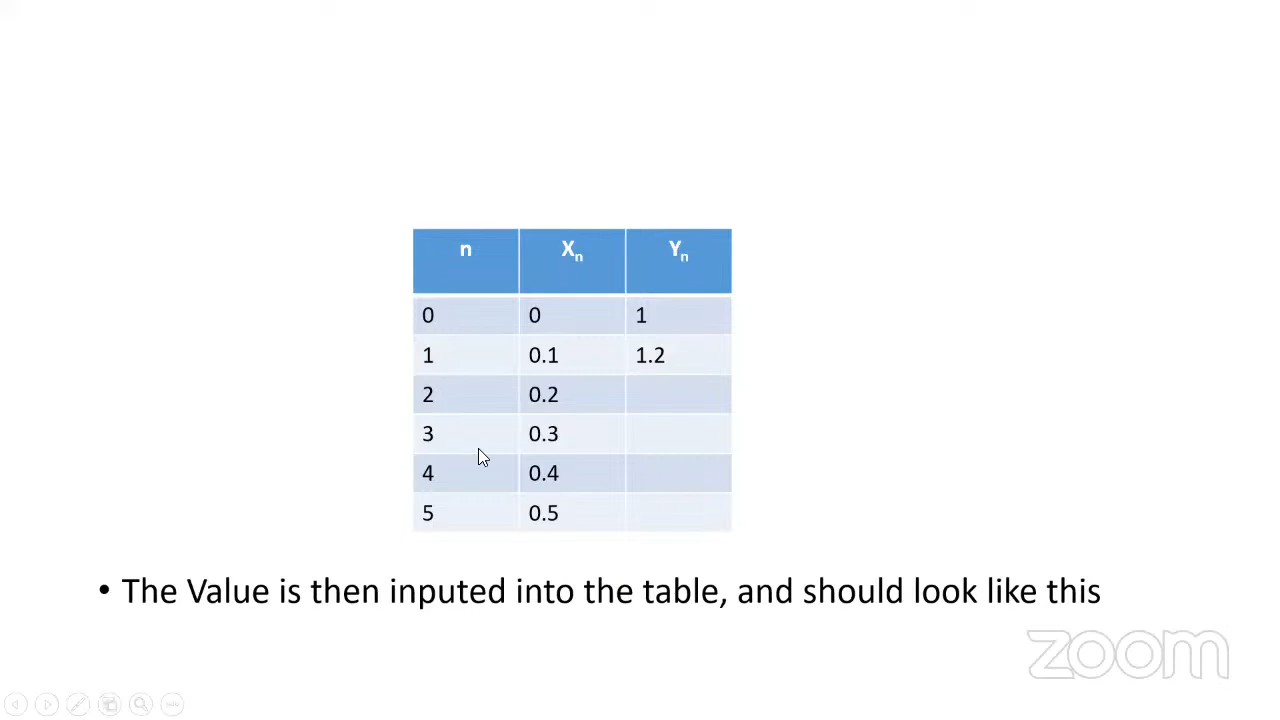 n Xₙ Yₙ
0 0 1
1 0.1 1.2
2 0.2
3 0.3
4 0.4
5 0.5
• The Value is then inputed into the table, and should look like this
zoom